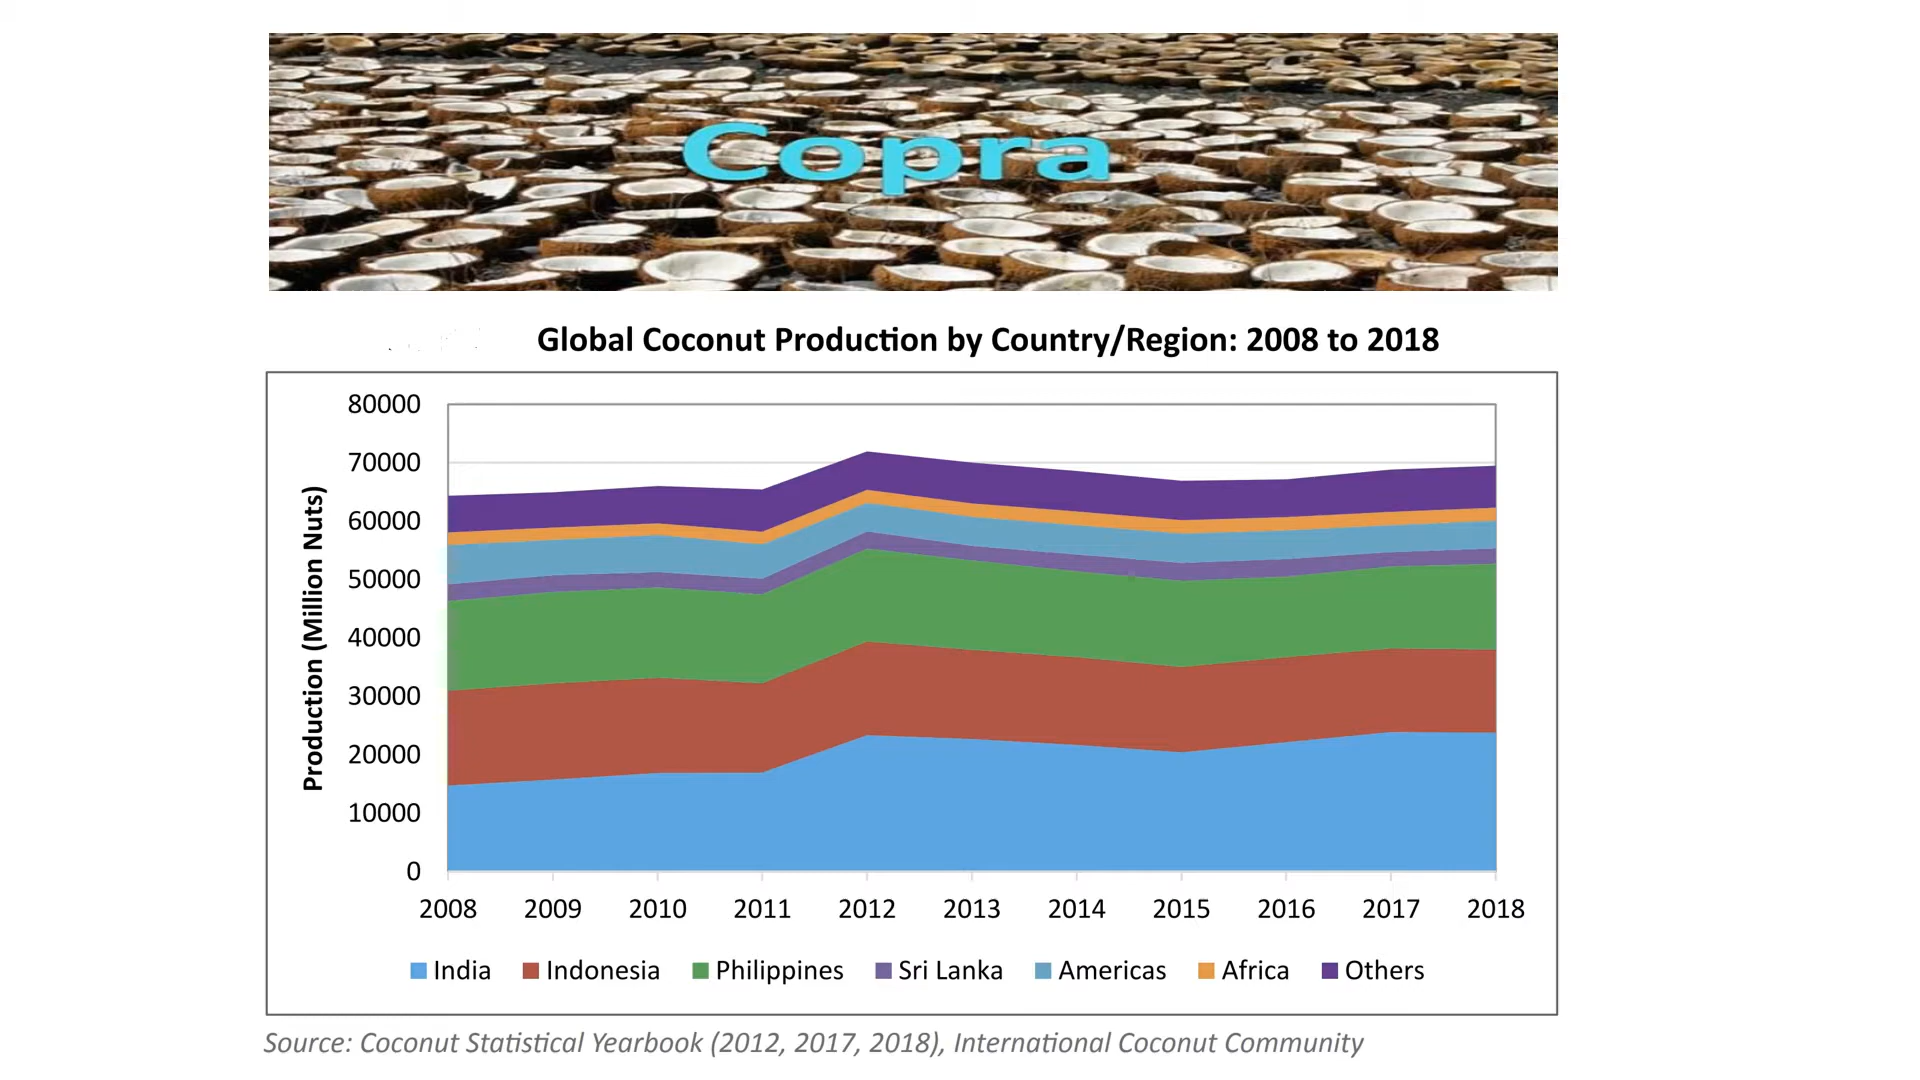 Copra
Global Coconut Production by Country/Region: 2008 to 2018
Production (Million Nuts)
80000
70000
60000
50000
40000
30000
20000
10000
0
2008 2009 2010 2011 2012 2013 2014 2015 2016 2017 2018
India Indonesia Philippines Sri Lanka Americas Africa Others
Source: Coconut Statistical Yearbook (2012, 2017, 2018), International Coconut Community